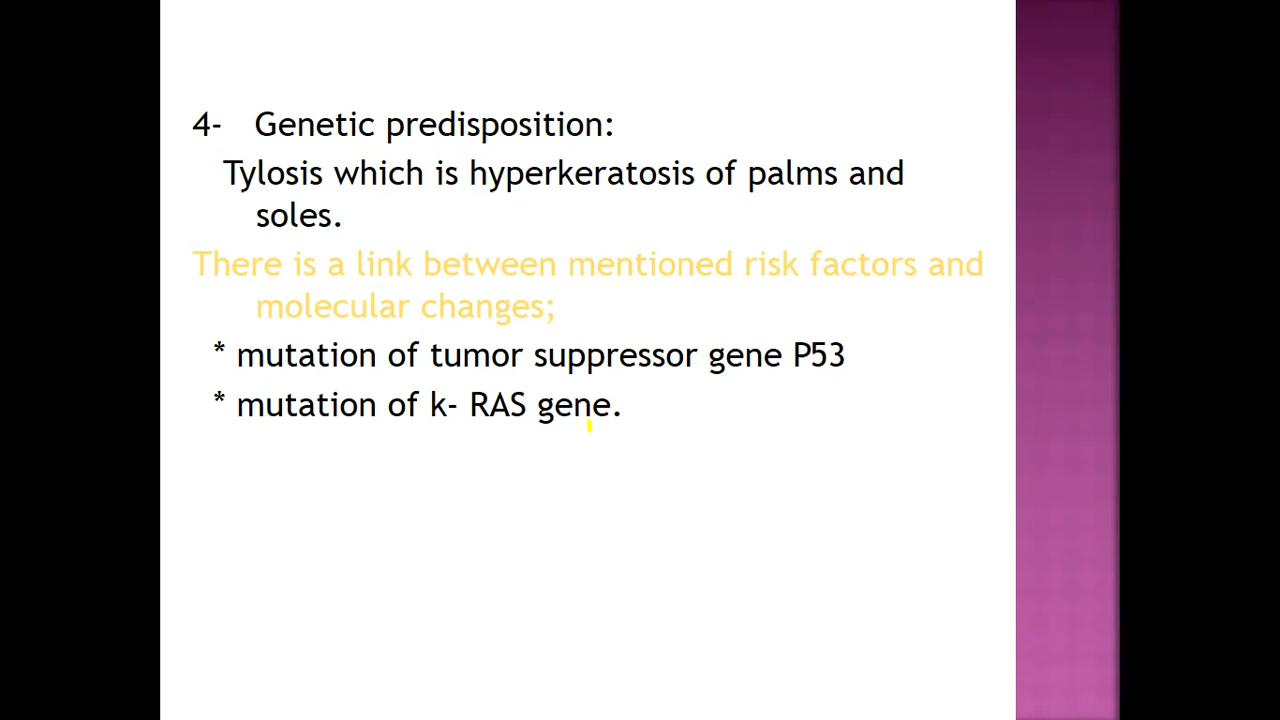 4- Genetic predisposition:
Tylosis which is hyperkeratosis of palms and
soles.
There is a link between mentioned risk factors and
molecular changes;
* mutation of tumor suppressor gene P53
* mutation of k- RAS gene.